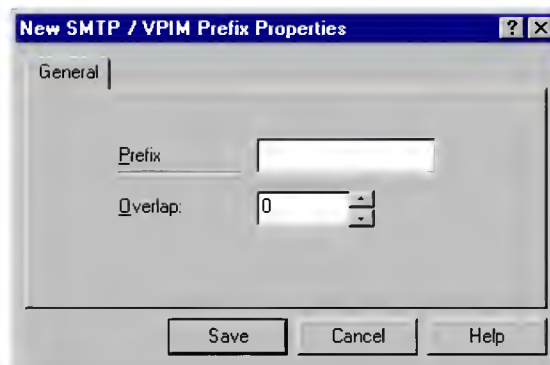 New SMTP / VPIM Prefix Properties
General
Prefix
Overlap: 0
Save Cancel Help